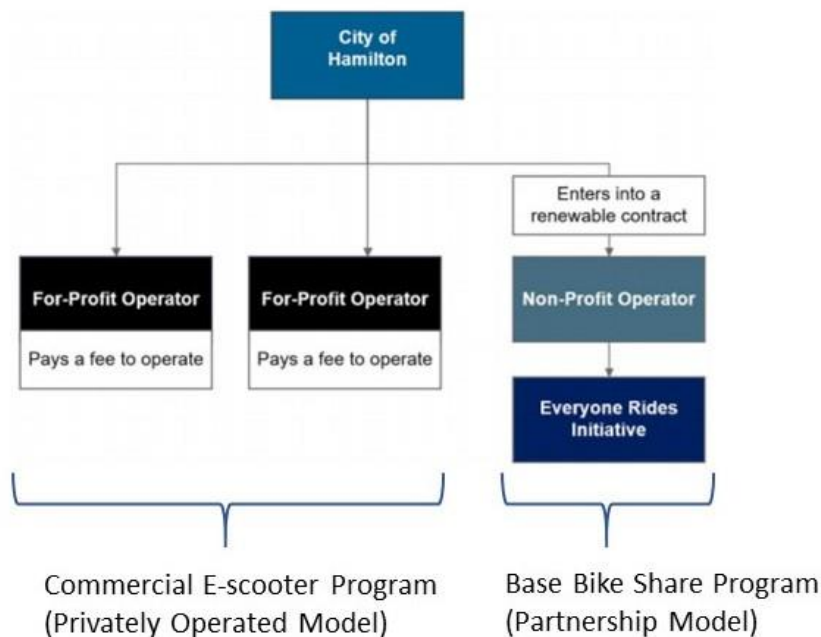 City of
Hamilton
Enters into a
renewable contract
For-Profit Operator
For-Profit Operator
Non-Profit Operator
Pays a fee to operate
Pays a fee to operate
Everyone Rides
Initiative
Commercial E-scooter Program
(Privately Operated Model)
Base Bike Share Program
(Partnership Model)